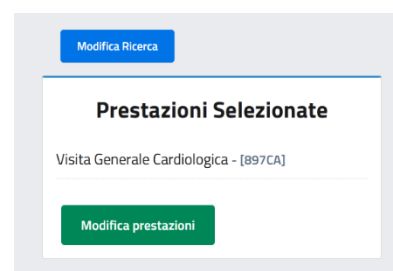 Modifica Ricerca
Prestazioni Selezionate
Visita Generale Cardiologica - [897CA]
Modifica prestazioni